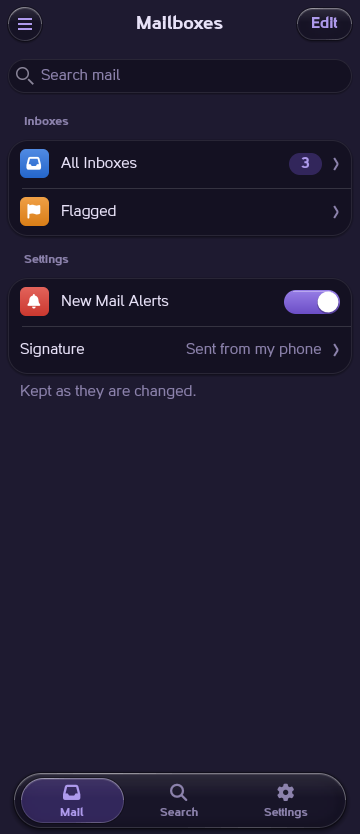 Mailboxes
Edit
Search mail
Inboxes
All Inboxes
3
Flagged
Settings
New Mail Alerts
Signature
Sent from my phone
Kept as they are changed.
Mail
Search
Settings